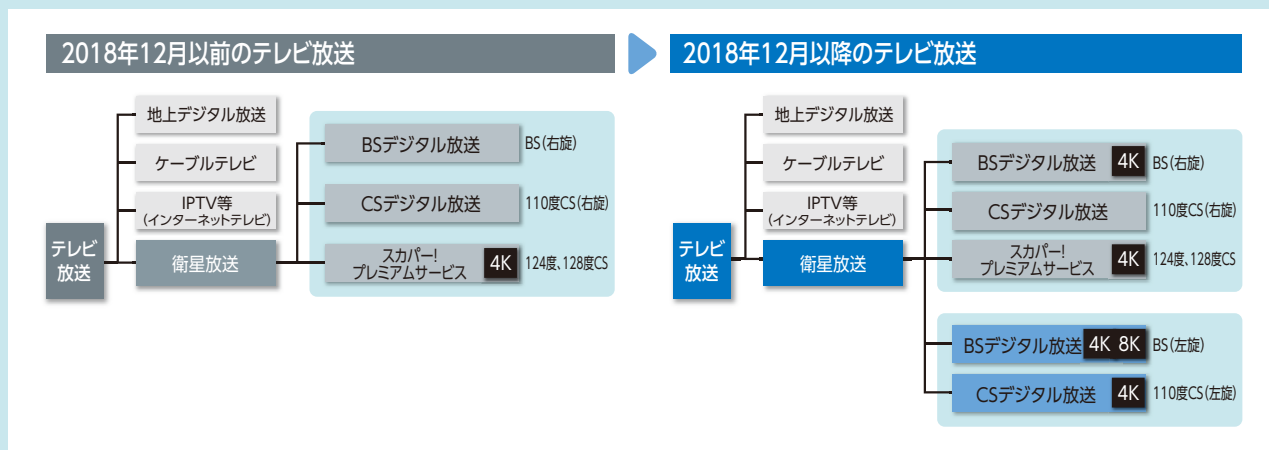 2018年12月以前のテレビ放送
地上デジタル放送
ケーブルテレビ
IPTV等
(インターネットテレビ)
テレビ
放送
衛星放送
BSデジタル放送
BS(右旋)
CSデジタル放送
110度CS(右旋)
スカパー!
プレミアムサービス
4K
124度、128度CS
2018年12月以降のテレビ放送
地上デジタル放送
ケーブルテレビ
IPTV等
(インターネットテレビ)
テレビ
放送
衛星放送
BSデジタル放送 4K
BS(右旋)
CSデジタル放送
110度CS(右旋)
スカパー!
プレミアムサービス
4K
124度、128度CS
BSデジタル放送 4K 8K
BS(左旋)
CSデジタル放送 4K
110度CS(左旋)